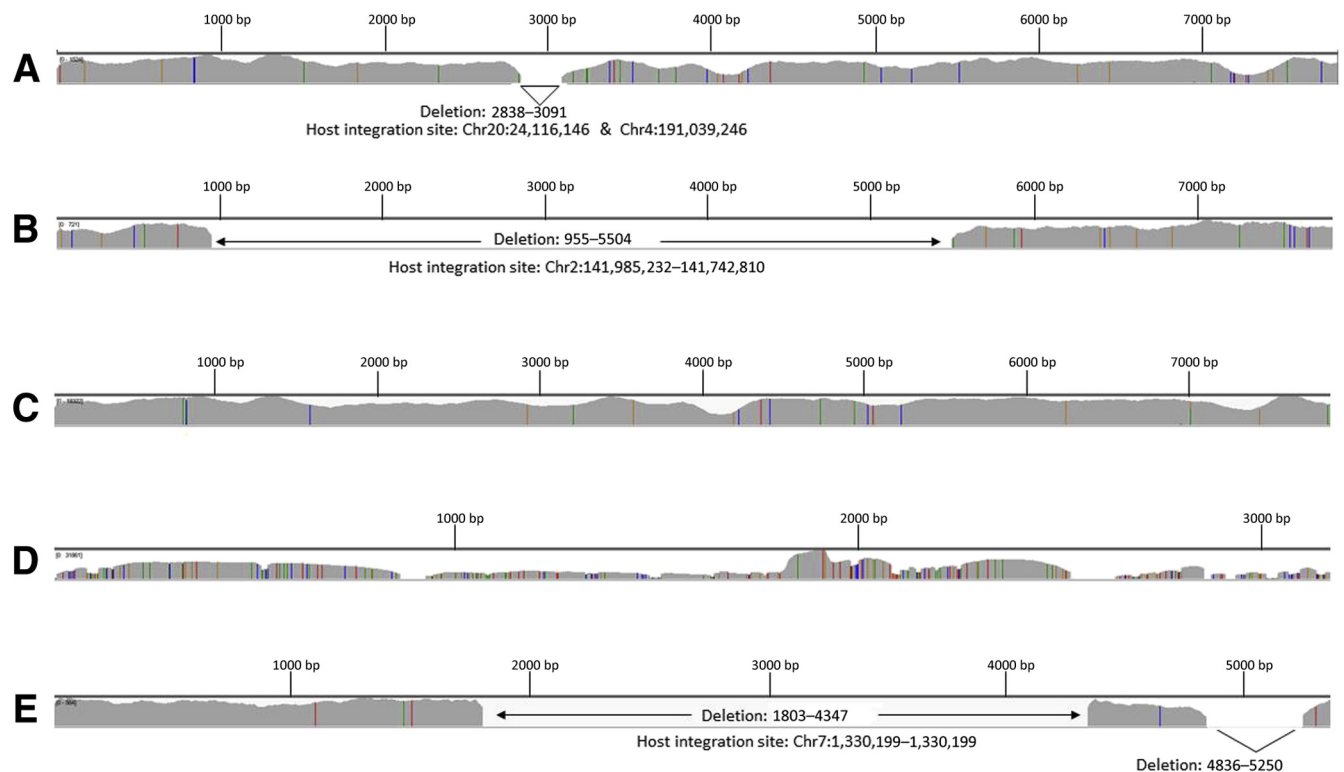 1000 bp 2000 bp 3000 bp 4000 bp 5000 bp 6000 bp 7000 bp
A
Deletion: 2838–3091
Host integration site: Chr20:24,116,146 & Chr4:191,039,246
1000 bp 2000 bp 3000 bp 4000 bp 5000 bp 6000 bp 7000 bp
B [0 721]
Deletion: 955–5504
Host integration site: Chr2:141,985,232–141,742,810
1000 bp 2000 bp 3000 bp 4000 bp 5000 bp 6000 bp 7000 bp
C
1000 bp 2000 bp 3000 bp
D
1000 bp 2000 bp 3000 bp 4000 bp 5000 bp
E
Deletion: 1803–4347
Host integration site: Chr7:1,330,199–1,330,199
Deletion: 4836–5250